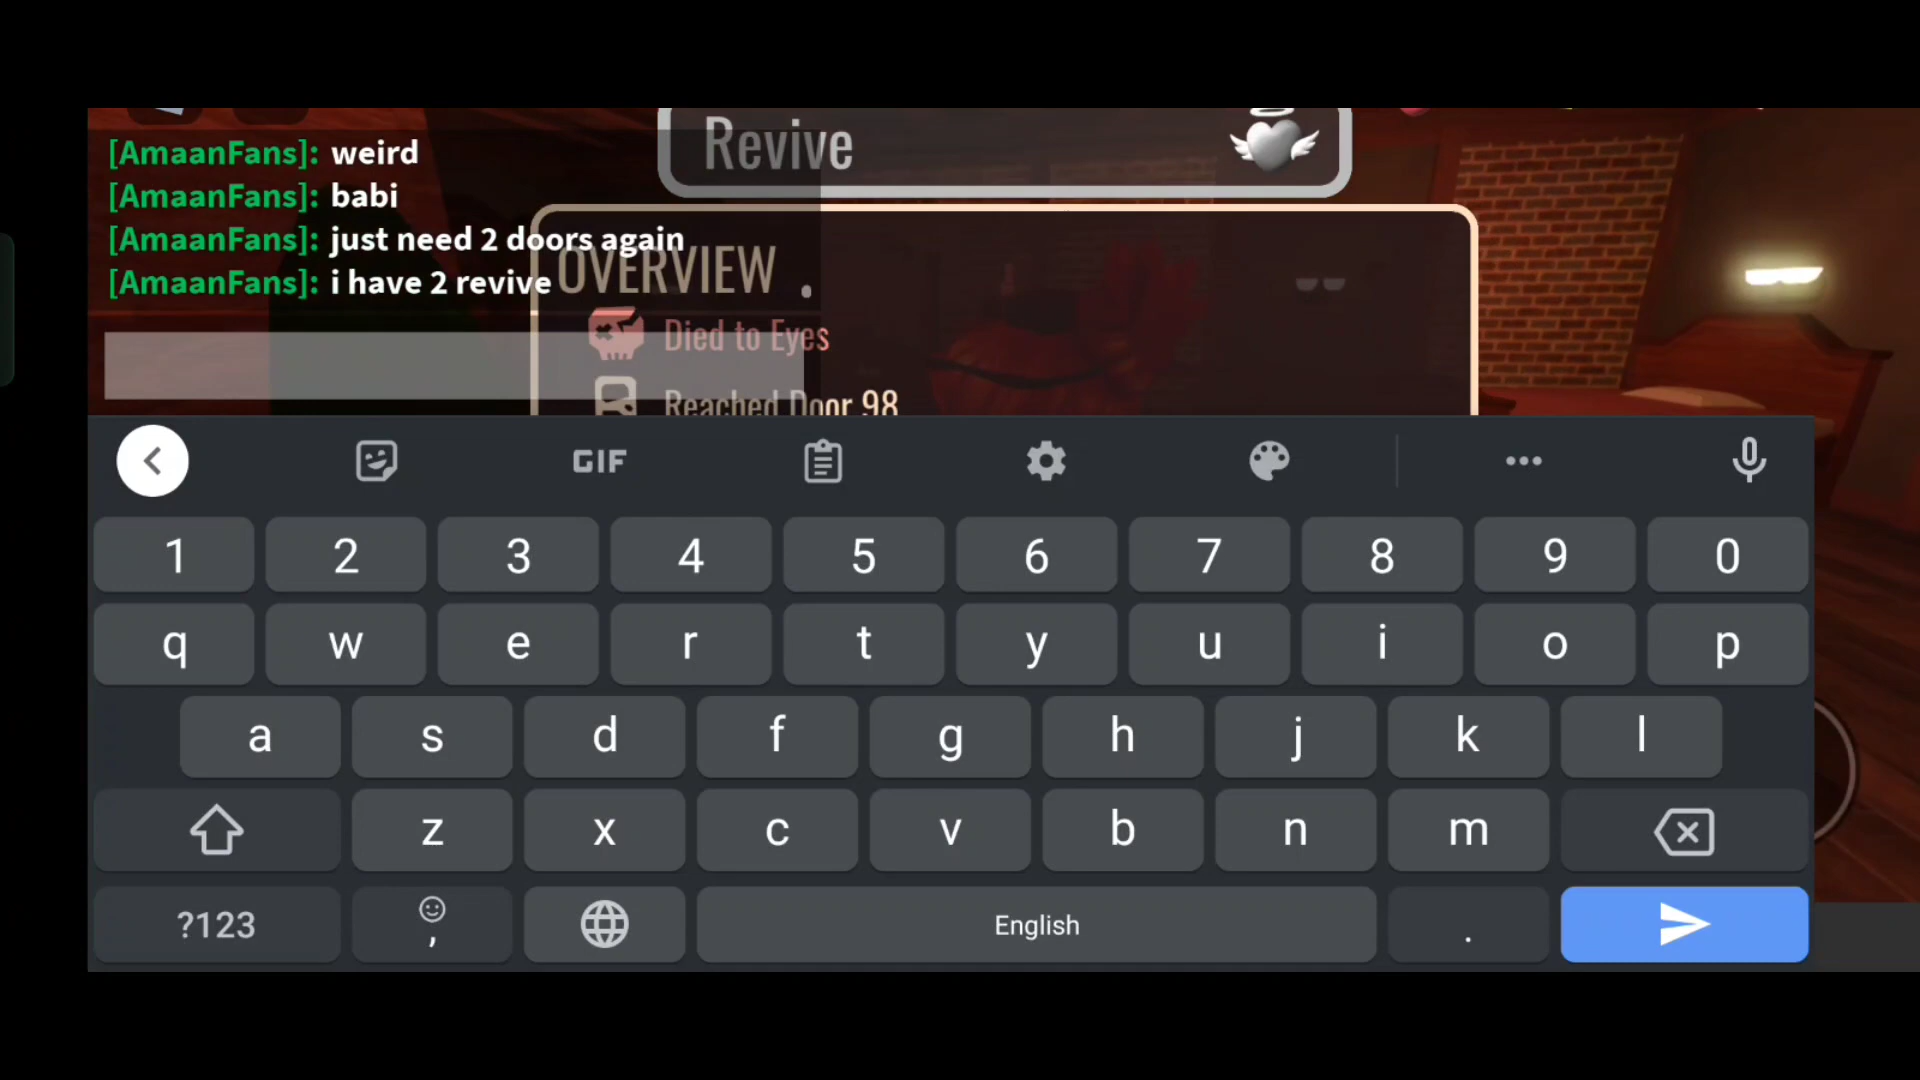 Revive
[AmaanFans]: weird
[AmaanFans]: babi
[AmaanFans]: just need 2 doors again
[AmaanFans]: i have 2 revive
OVERVIEW
Died to Eyes
Reached Door 98
GIF
1 2 3 4 5 6 7 8 9 0
q w e r t y u i o p
a s d f g h j k l
z x c v b n m
?123 , English .